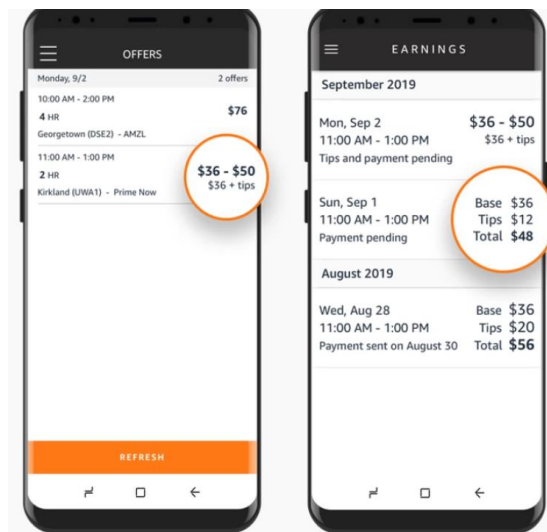 OFFERS
Monday, 9/2 2 offers
10:00 AM - 2:00 PM
$76
4 HR
Georgetown (DSE2) - AMZL
11:00 AM - 1:00 PM
$36 - $50
2 HR
$36 + tips
Kirkland (UWA1) - Prime Now
REFRESH
EARNINGS
September 2019
Mon, Sep 2 $36 - $50
11:00 AM - 1:00 PM $36 + tips
Tips and payment pending
Sun, Sep 1 Base $36
11:00 AM - 1:00 PM Tips $12
Payment pending Total $48
August 2019
Wed, Aug 28 Base $36
11:00 AM - 1:00 PM Tips $20
Payment sent on August 30 Total $56